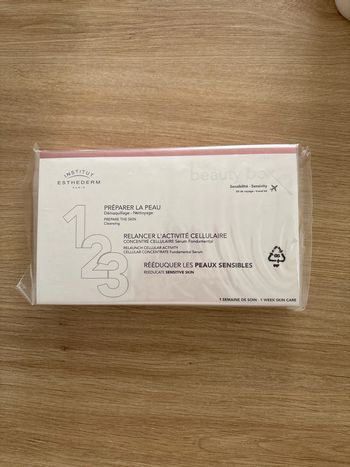 INSTITUT
ESTHEDERM
PARIS
beauty box
Sensibilité - Sensivity
Kit de voyage - travel kit
1
PRÉPARER LA PEAU
Démaquillage - Nettoyage
PREPARE THE SKIN
Cleansing
2
RELANCER L'ACTIVITÉ CELLULAIRE
CONCENTRÉ CELLULAIRE Sérum Fondamental
RELAUNCH CELLULAR ACTIVITY
CELLULAR CONCENTRATE Fundamental Serum
3
RÉÉDUQUER LES PEAUX SENSIBLES
REEDUCATE SENSITIVE SKIN
1 SEMAINE DE SOIN - 1 WEEK SKIN CARE